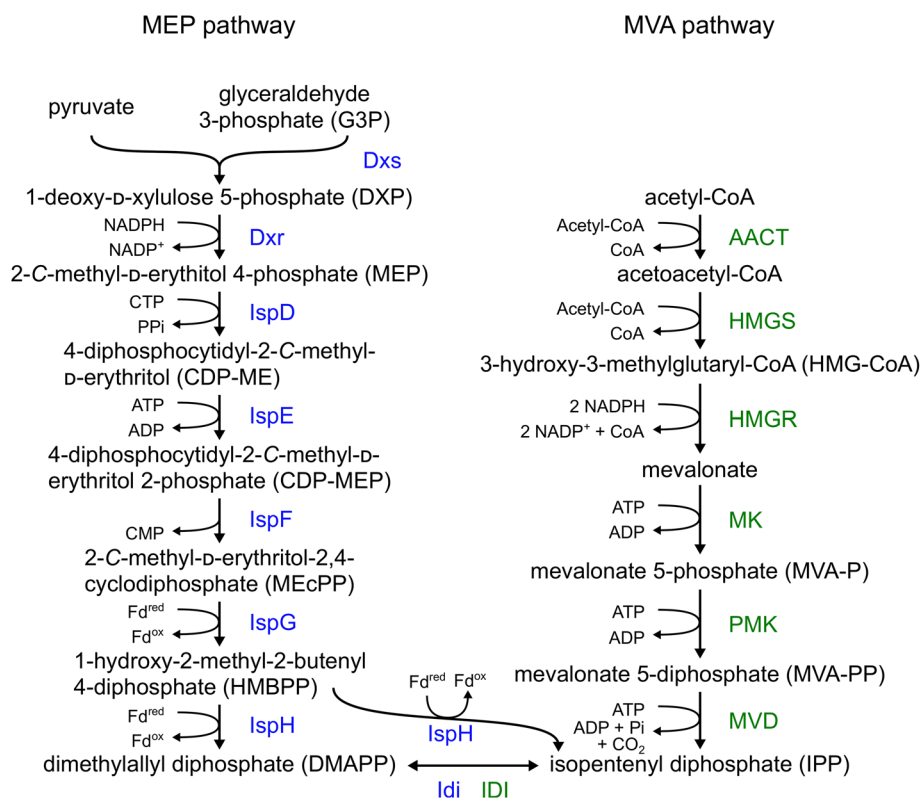 MEP pathway
pyruvate
glyceraldehyde
3-phosphate (G3P)
Dxs
1-deoxy-D-xylulose 5-phosphate (DXP)
NADPH
NADP⁺
Dxr
2-C-methyl-D-erythitol 4-phosphate (MEP)
CTP
PPi
IspD
4-diphosphocytidyl-2-C-methyl-
D-erythritol (CDP-ME)
ATP
ADP
IspE
4-diphosphocytidyl-2-C-methyl-D-
erythritol 2-phosphate (CDP-MEP)
CMP
IspF
2-C-methyl-D-erythritol-2,4-
cyclodiphosphate (MEcPP)
Fdred
Fdox
IspG
1-hydroxy-2-methyl-2-butenyl
4-diphosphate (HMBPP)
Fdred
Fdox
IspH
Fdred Fdox
IspH
dimethylallyl diphosphate (DMAPP)
Idi IDI
MVA pathway
acetyl-CoA
Acetyl-CoA
CoA
AACT
acetoacetyl-CoA
Acetyl-CoA
CoA
HMGS
3-hydroxy-3-methylglutaryl-CoA (HMG-CoA)
2 NADPH
2 NADP⁺ + CoA
HMGR
mevalonate
ATP
ADP
MK
mevalonate 5-phosphate (MVA-P)
ATP
ADP
PMK
mevalonate 5-diphosphate (MVA-PP)
ATP
ADP + Pi
+ CO₂
MVD
isopentenyl diphosphate (IPP)